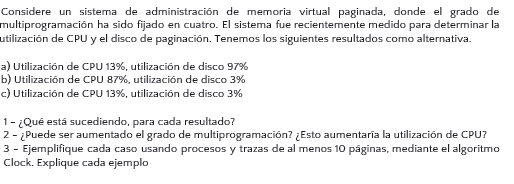 Considere un sistema de administración de memoria virtual paginada, donde el grado de
multiprogramación ha sido fijado en cuatro. El sistema fue recientemente medido para determinar la
utilización de CPU y el disco de paginación. Tenemos los siguientes resultados como alternativa.
a) Utilización de CPU 13%, utilización de disco 97%
b) Utilización de CPU 87%, utilización de disco 3%
c) Utilización de CPU 13%, utilización de disco 3%
1 - ¿Qué está sucediendo, para cada resultado?
2 - ¿Puede ser aumentado el grado de multiprogramación? ¿Esto aumentaría la utilización de CPU?
3 - Ejemplifique cada caso usando procesos y trazas de al menos 10 páginas, mediante el algoritmo
Clock. Explique cada ejemplo